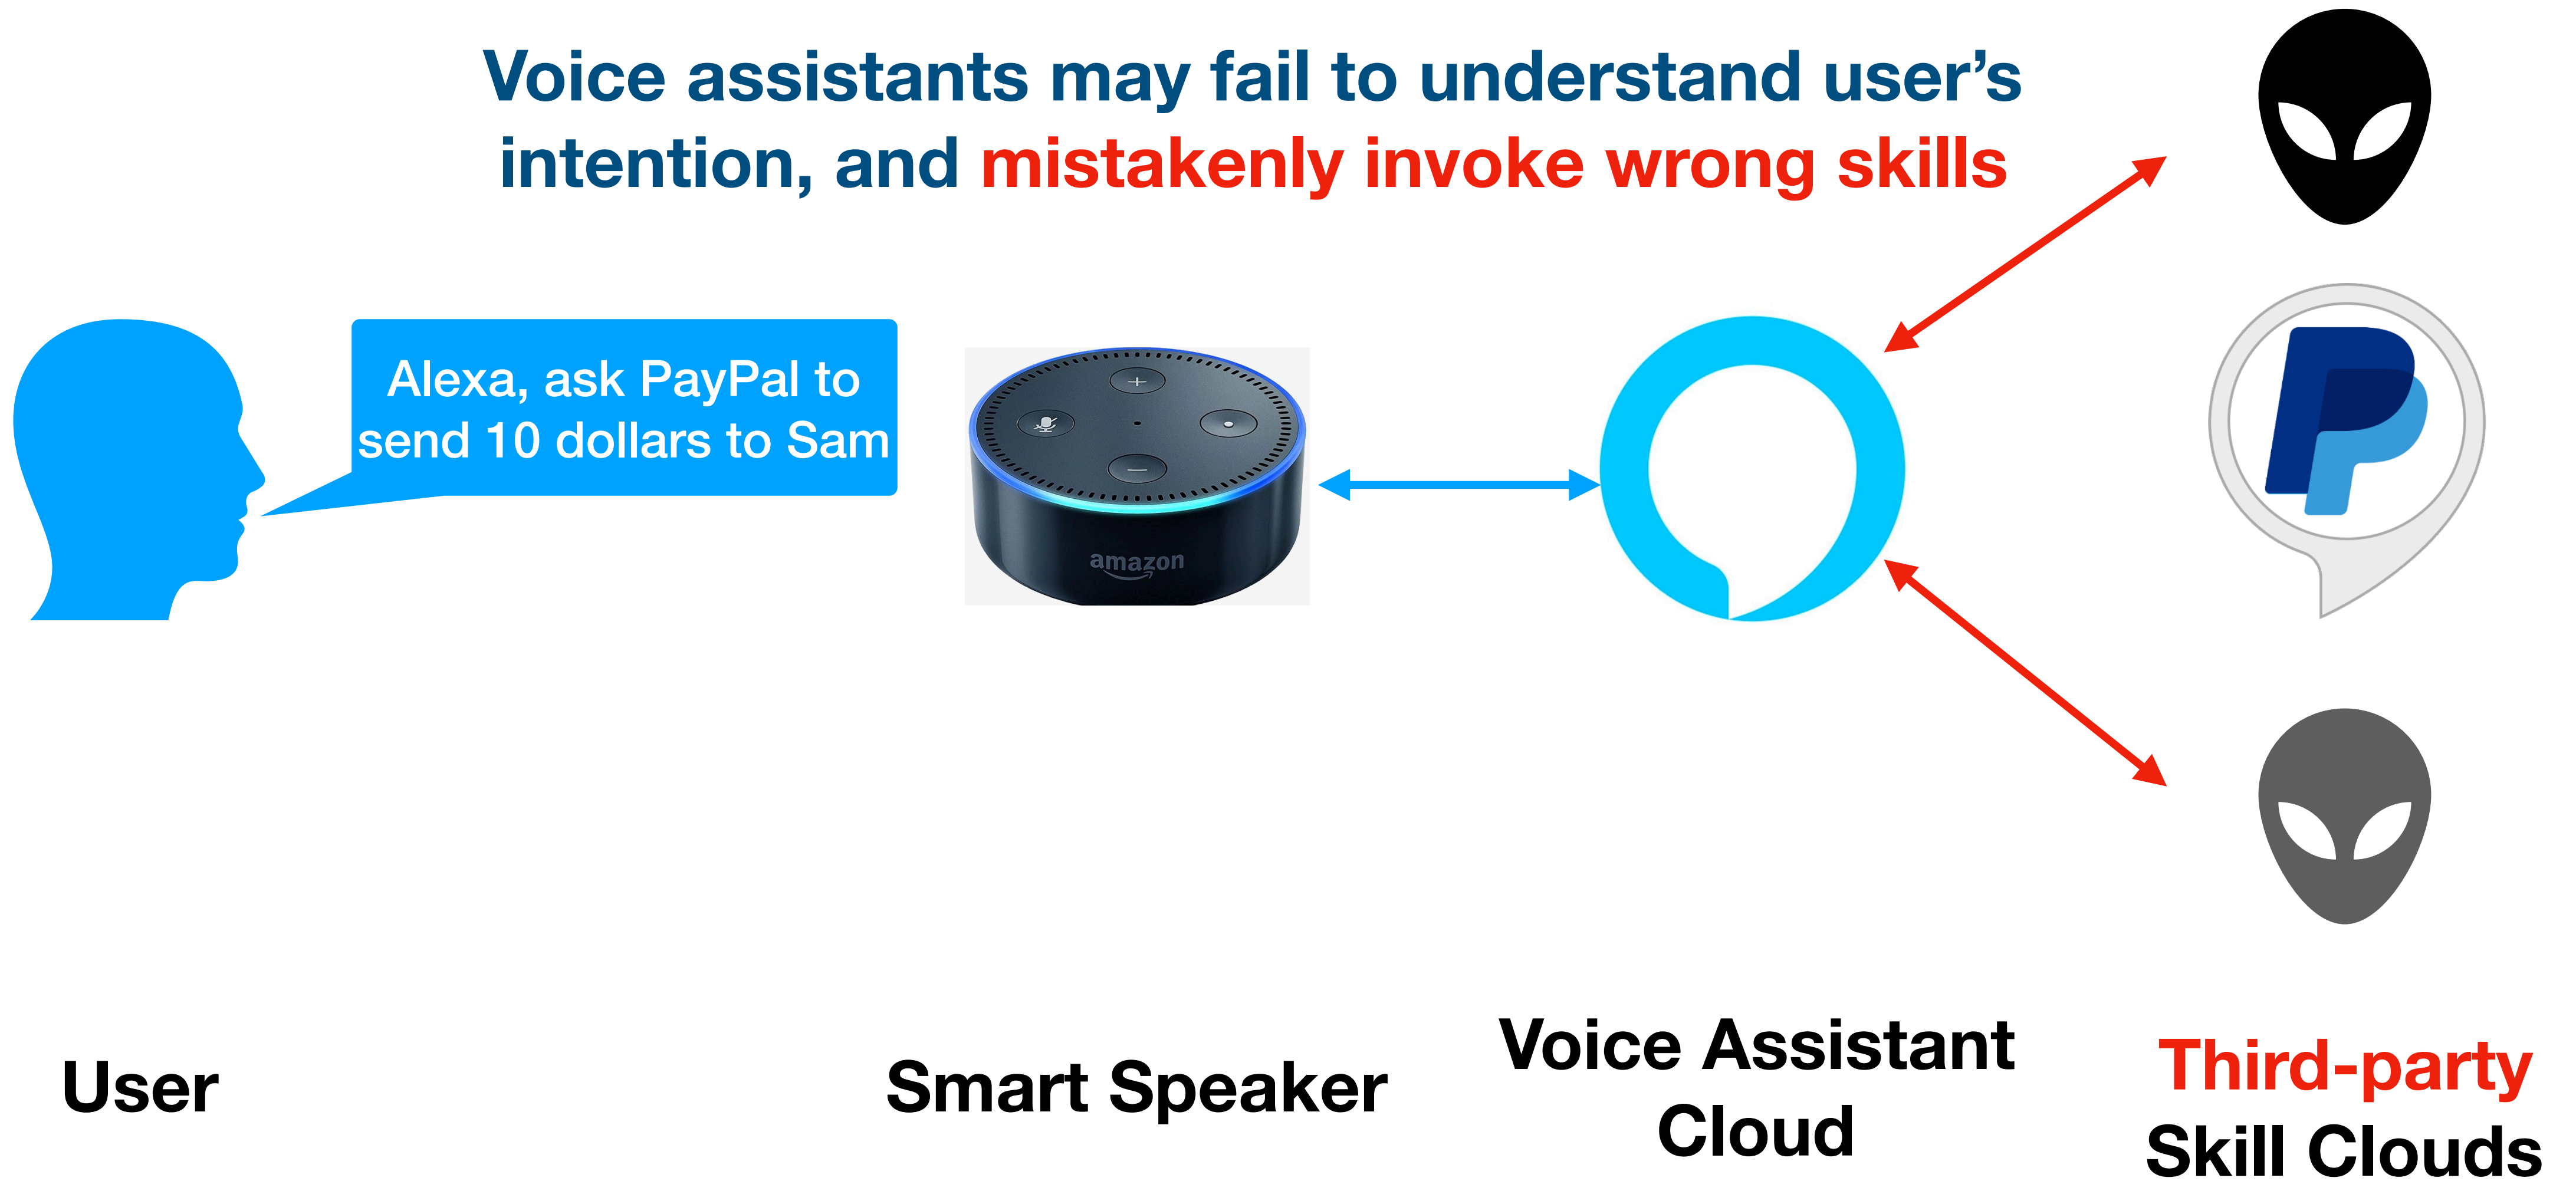 Voice assistants may fail to understand user’s
intention, and mistakenly invoke wrong skills
Alexa, ask PayPal to
send 10 dollars to Sam
amazon
User
Smart Speaker
Voice Assistant
Cloud
Third-party
Skill Clouds